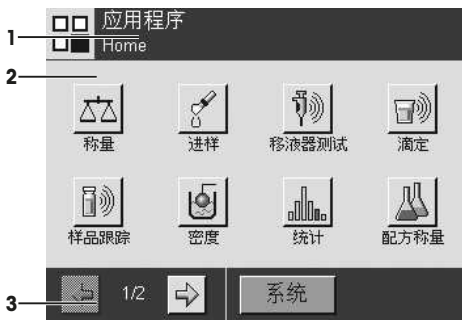 应用程序
1
Home
2
称量 进样 移液器测试 滴定
样品跟踪 密度 统计 配方称量
3
1/2 系统